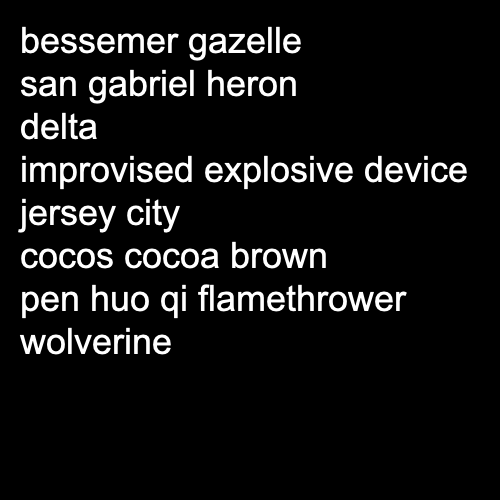 bessemer gazelle
san gabriel heron
delta
improvised explosive device
jersey city
cocos cocoa brown
pen huo qi flamethrower
wolverine